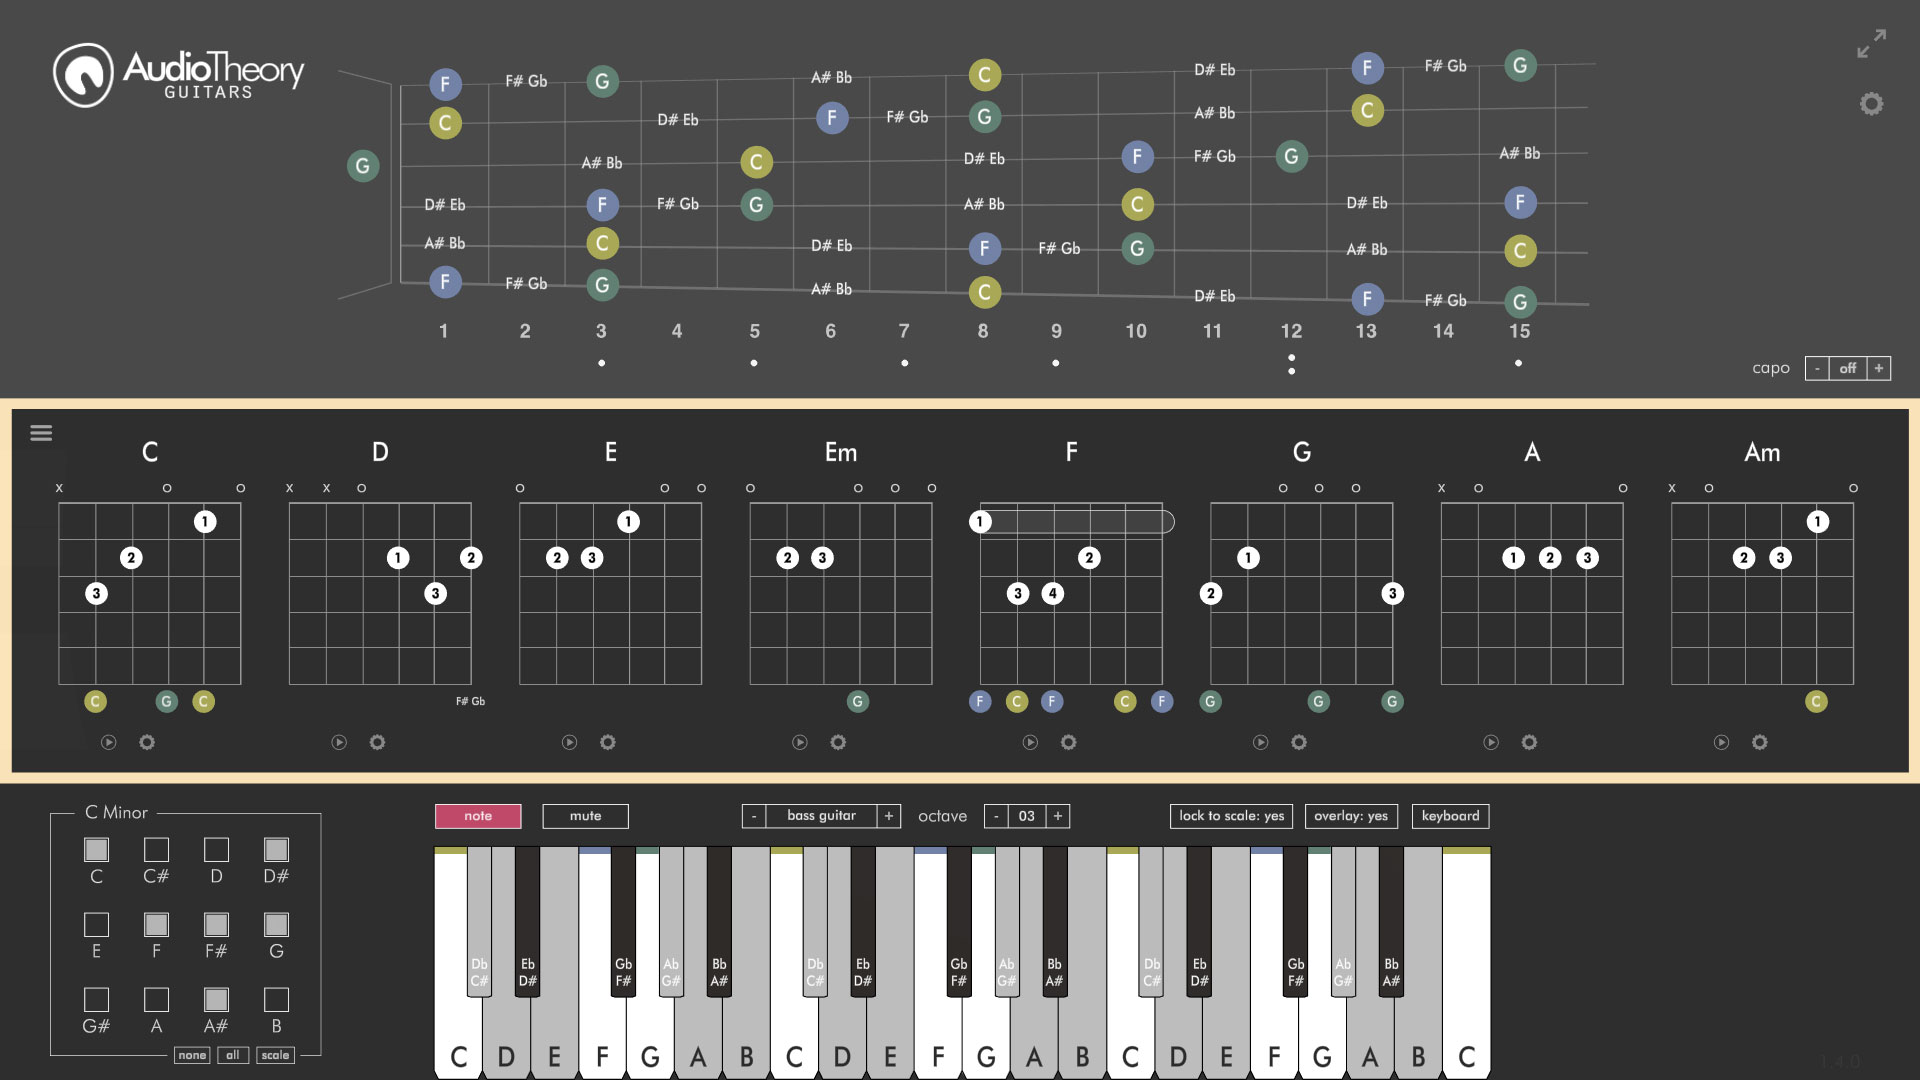 AudioTheory
GUITARS
F F# Gb G A# Bb C D# Eb F F# Gb G
C D# Eb F F# Gb G A# Bb C
G A# Bb C D# Eb F F# Gb G A# Bb
D# Eb F F# Gb G A# Bb C D# Eb F
A# Bb C D# Eb F F# Gb G A# Bb C
F F# Gb G A# Bb C D# Eb F F# Gb G
1 2 3 4 5 6 7 8 9 10 11 12 13 14 15
capo - off +
C D E Em F G A Am
x o o x x o o o o o o o o o o o x o o x o o
1 1 1 1 1
2 1 2 2 3 2 3 2 1 1 2 3 2 3
3 3 3 4 2 3
C G C F# Gb G F C F C F G G G C
C Minor
C C# D D#
E F F# G
G# A A# B
none all scale
note mute - bass guitar + octave - 03 + lock to scale: yes overlay: yes keyboard
Db Eb Gb Ab Bb Db Eb Gb Ab Bb Db Eb Gb Ab Bb
C# D# F# G# A# C# D# F# G# A# C# D# F# G# A#
C D E F G A B C D E F G A B C D E F G A B C
1.4.0